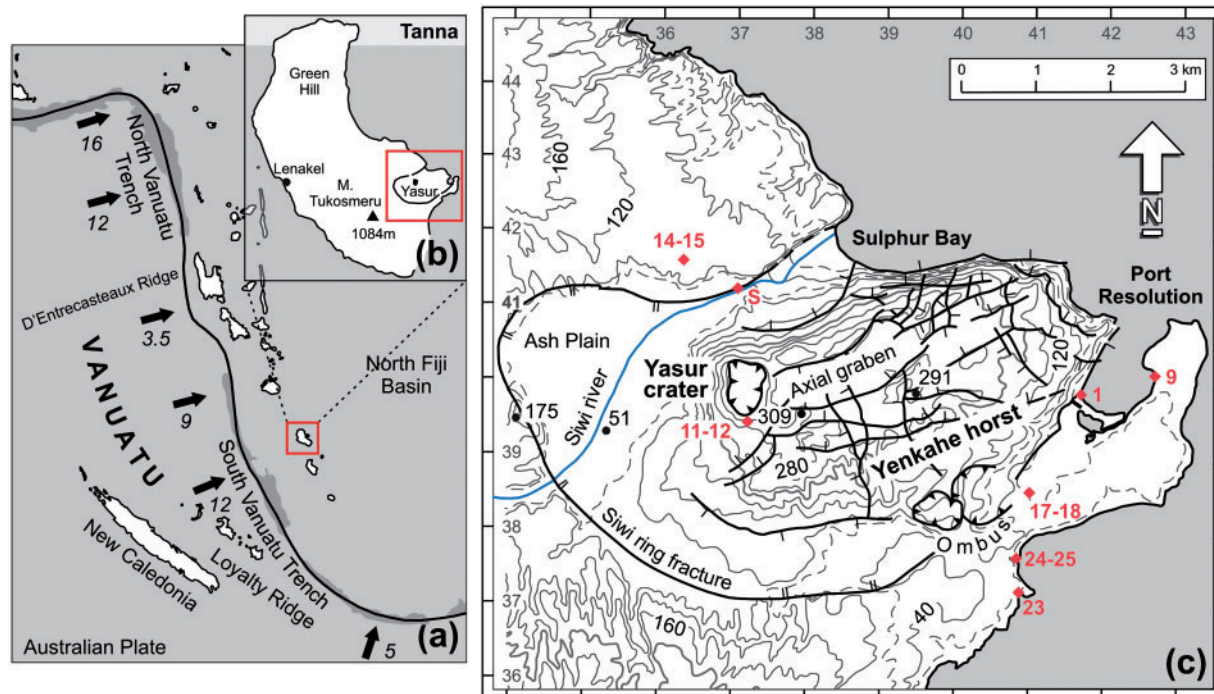 Tanna
Green
Hill
Lenakel
M.
Tukosmeru
1084m
Yasur
(b)
16
North Vanuatu
Trench
12
D'Entrecasteaux Ridge
3.5
VANUATU
9
North Fiji
Basin
12
South Vanuatu Trench
New Caledonia
Loyalty Ridge
Australian Plate
5
(a)
36 37 38 39 40 41 42 43
44
43
42
41
40
39
38
37
36
0 1 2 3 km
N
160
120
14-15
Sulphur Bay
S
Port
Resolution
Ash Plain
Yasur
crater
Axial graben
291
120
9
1
Siwi river
175
51
309
11-12
280
Yenkahe horst
17-18
Ombus
Siwi ring fracture
24-25
23
40
160
(c)